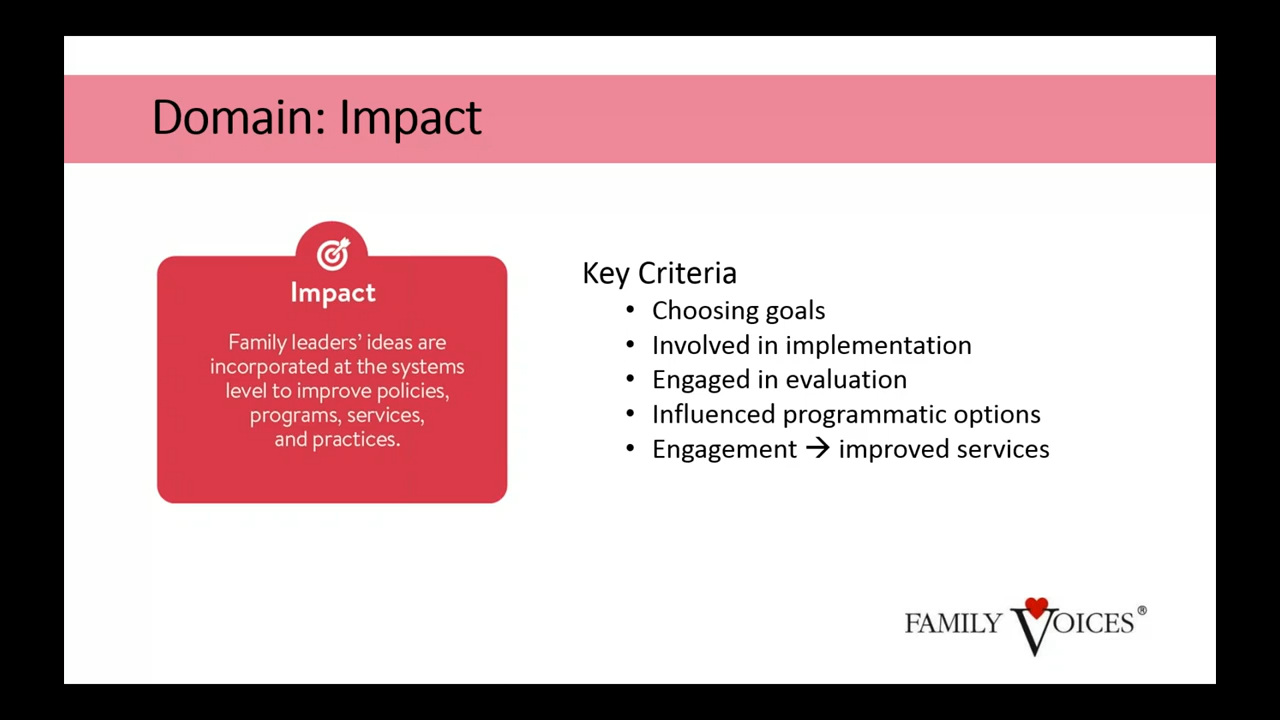 Domain: Impact
Impact
Family leaders’ ideas are
incorporated at the systems
level to improve policies,
programs, services,
and practices.
Key Criteria
• Choosing goals
• Involved in implementation
• Engaged in evaluation
• Influenced programmatic options
• Engagement → improved services
FAMILY VOICES®